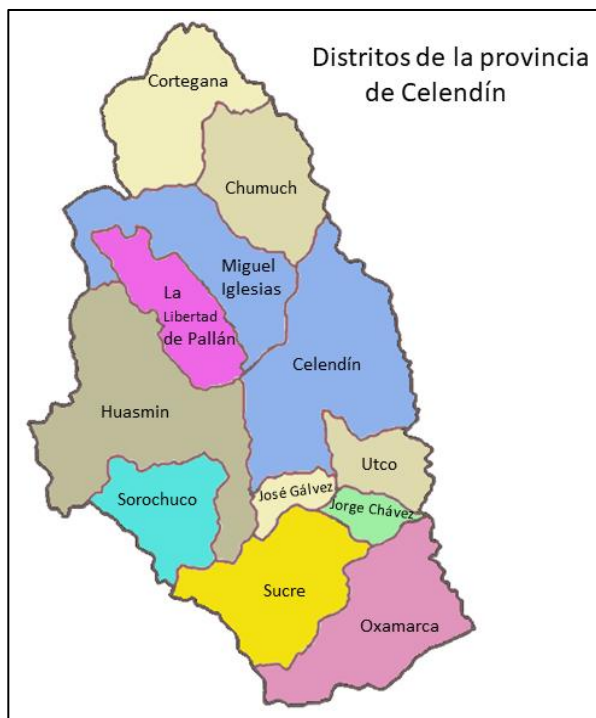 Distritos de la provincia
de Celendín
Cortegana
Chumuch
Miguel
Iglesias
La
Libertad
de Pallán
Celendín
Huasmin
Utco
José Gálvez
Sorochuco
Jorge Chávez
Sucre
Oxamarca